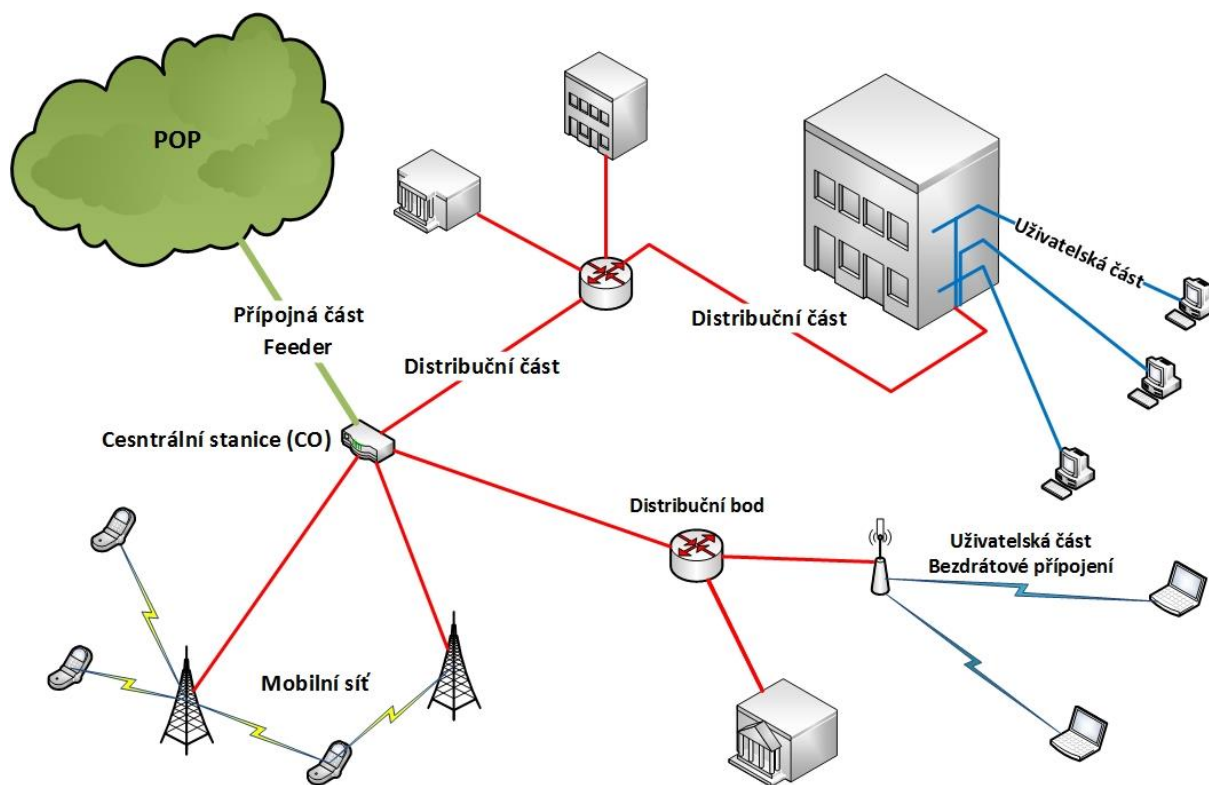 POP
Uživatelská část
Přípojná část
Feeder
Distribuční část
Distribuční část
Cesntrální stanice (CO)
Distribuční bod
Uživatelská část
Bezdrátové přípojení
Mobilní síť